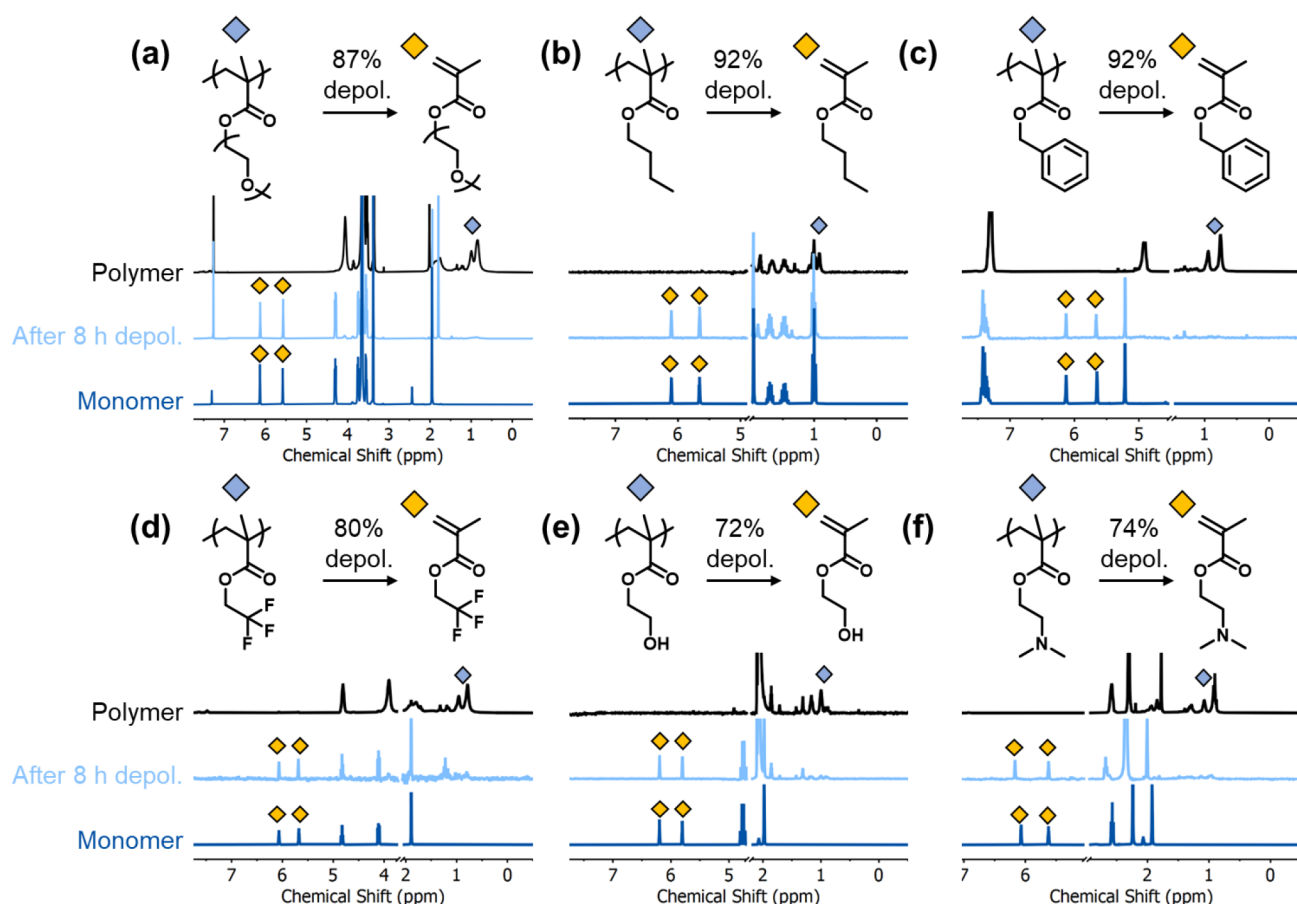 (a) 87% depol. (b) 92% depol. (c) 92% depol.
O O O O O O
O O O O O O
O O
Polymer
After 8 h depol.
Monomer
7 6 5 4 3 2 1 0 7 6 5 1 0 7 6 5 1 0
Chemical Shift (ppm) Chemical Shift (ppm) Chemical Shift (ppm)
(d) 80% depol. (e) 72% depol. (f) 74% depol.
O O O O O O
O O O O O O
F F F F F F OH OH N N
Polymer
After 8 h depol.
Monomer
7 6 5 4 2 1 0 7 6 5 2 1 0 7 6 2 1 0
Chemical Shift (ppm) Chemical Shift (ppm) Chemical Shift (ppm)